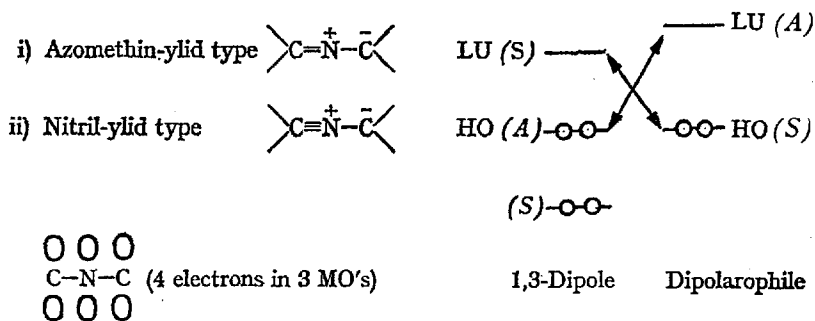 i) Azomethin-ylid type >C=N⁺–C⁻< LU (S) LU (A)
ii) Nitril-ylid type >C≡N⁺–C⁻< HO (A) HO (S)
(S)
C–N–C (4 electrons in 3 MO's) 1,3-Dipole Dipolarophile